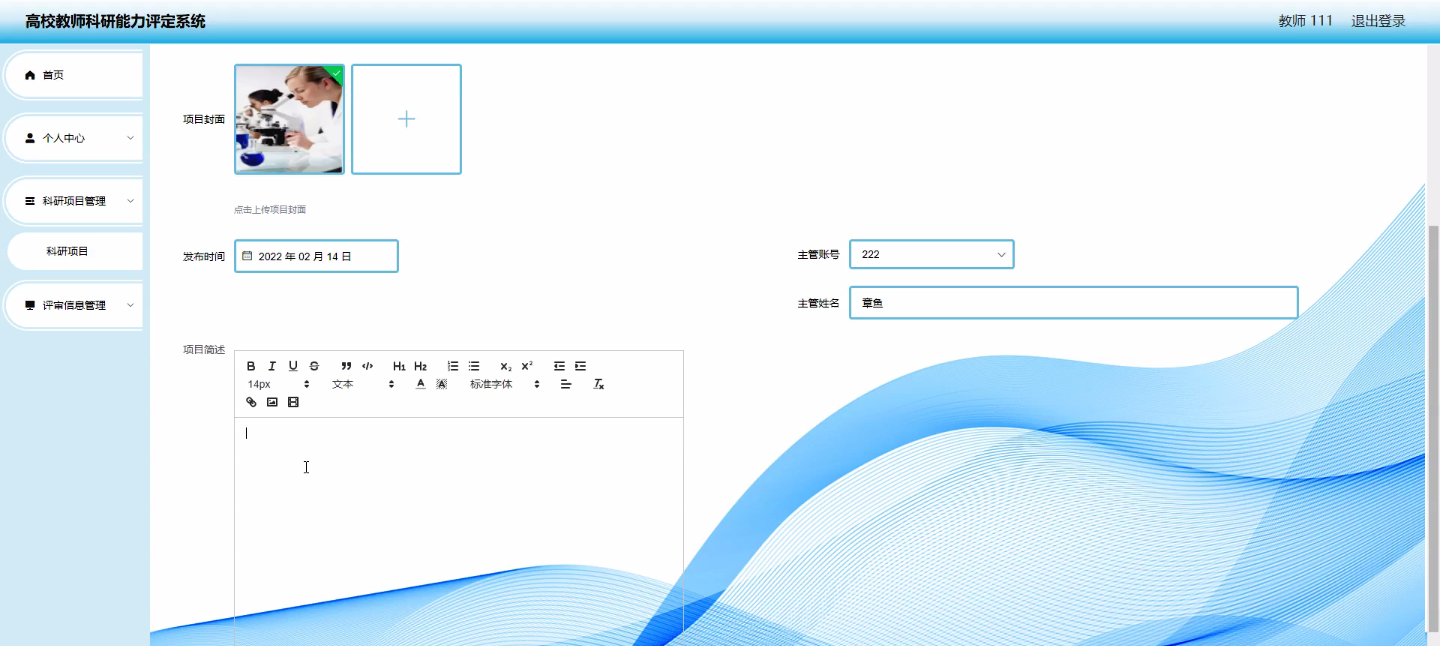 高校教师科研能力评定系统
教师 111 退出登录
首页
个人中心
科研项目管理
科研项目
评审信息管理
项目封面
点击上传项目封面
发布时间 2022 年 02 月 14 日
主管账号 222
主管姓名 章鱼
项目简述
B I U S H1 H2 x₂ x²
14px 文本 A A 标准字体 Tx